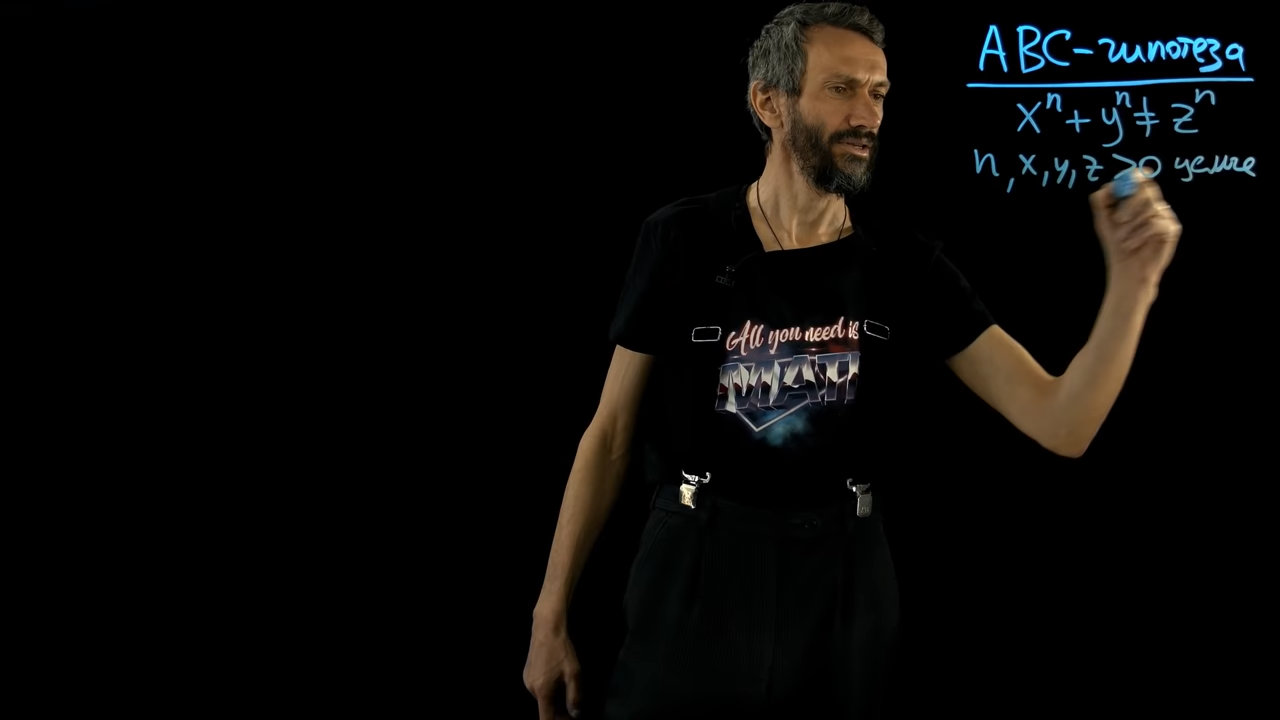 ABC-гипотеза
xⁿ + yⁿ ≠ zⁿ
n, x, y, z >0 целые
All you need is
MATH